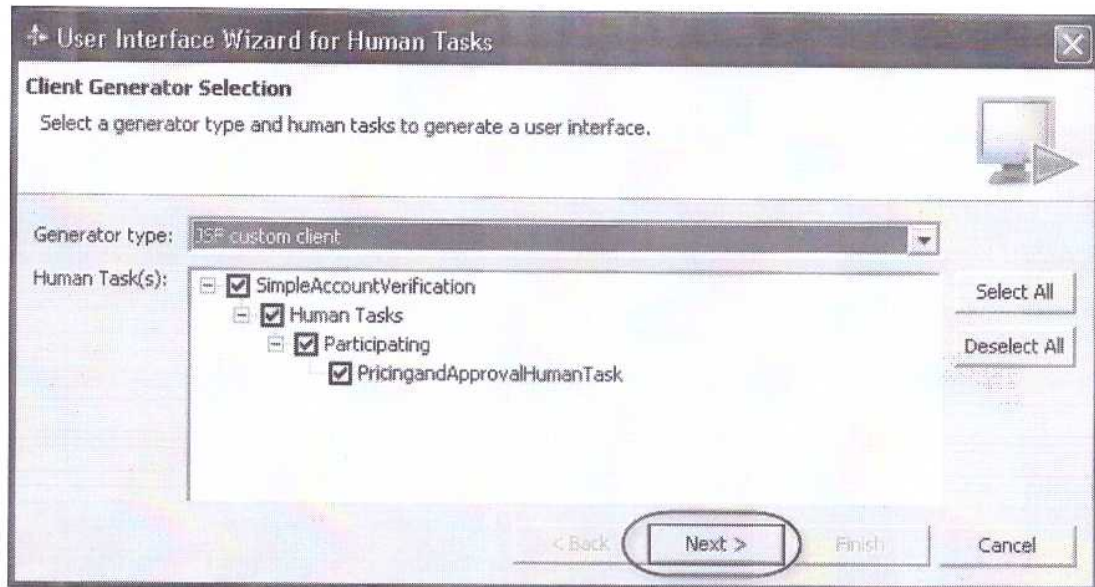 User Interface Wizard for Human Tasks
Client Generator Selection
Select a generator type and human tasks to generate a user interface.
Generator type: JSF custom client
Human Task(s):
SimpleAccountVerification
Human Tasks
Participating
PricingandApprovalHumanTask
Select All
Deselect All
< Back Next > Finish Cancel